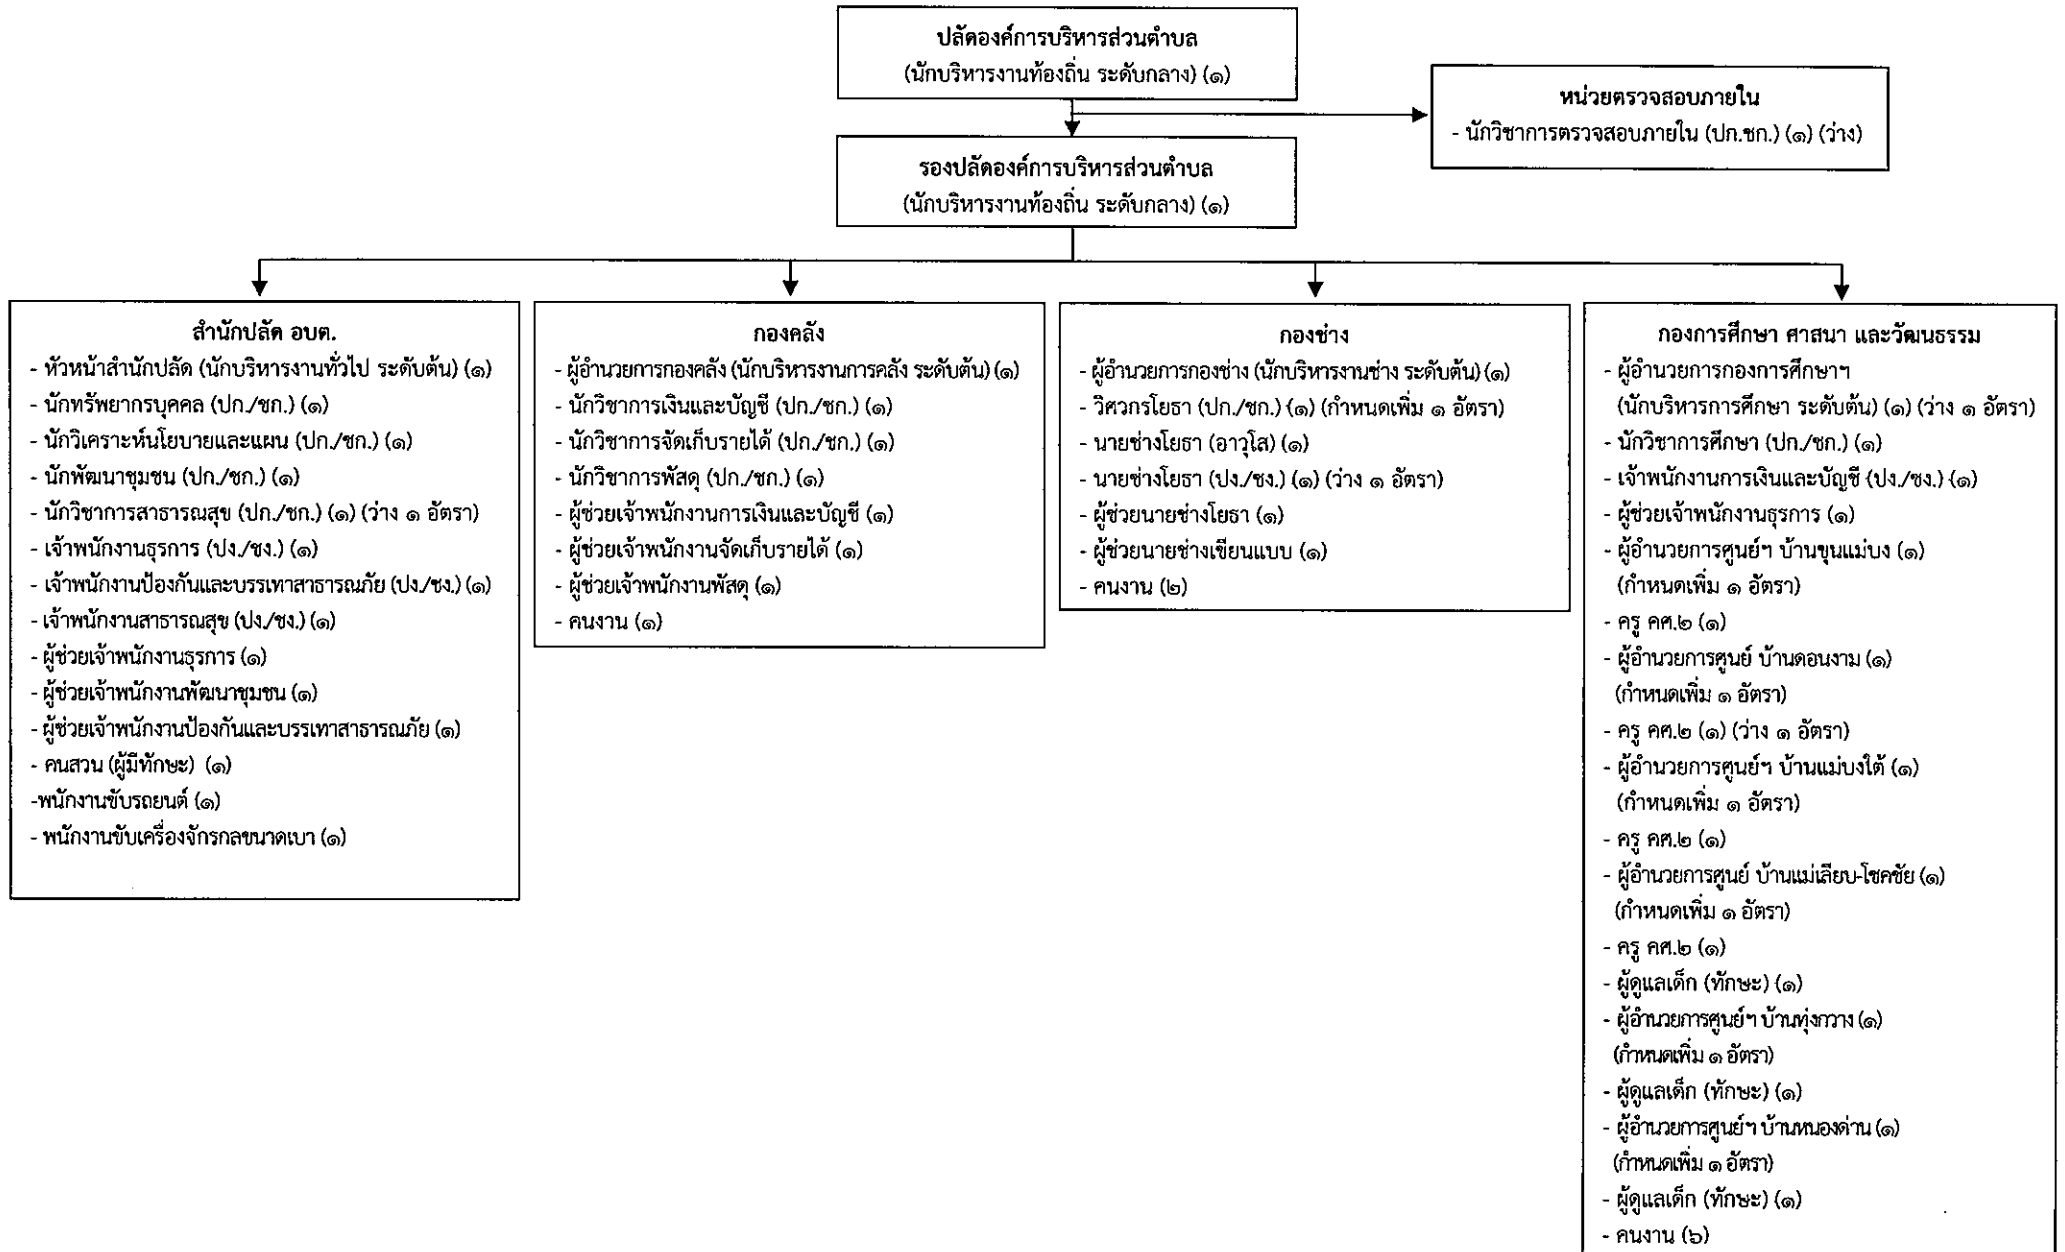 ปลัดองค์การบริหารส่วนตำบล
(นักบริหารงานท้องถิ่น ระดับกลาง) (๑)
หน่วยตรวจสอบภายใน
- นักวิชาการตรวจสอบภายใน (ปก.ชก.) (๑) (ว่าง)
รองปลัดองค์การบริหารส่วนตำบล
(นักบริหารงานท้องถิ่น ระดับกลาง) (๑)
สำนักปลัด อบต.
- หัวหน้าสำนักปลัด (นักบริหารงานทั่วไป ระดับต้น) (๑)
- นักทรัพยากรบุคคล (ปก./ชก.) (๑)
- นักวิเคราะห์นโยบายและแผน (ปก./ชก.) (๑)
- นักพัฒนาชุมชน (ปก./ชก.) (๑)
- นักวิชาการสาธารณสุข (ปก./ชก.) (๑) (ว่าง ๑ อัตรา)
- เจ้าพนักงานธุรการ (ปง./ชง.) (๑)
- เจ้าพนักงานป้องกันและบรรเทาสาธารณภัย (ปง./ชง.) (๑)
- เจ้าพนักงานสาธารณสุข (ปง./ชง.) (๑)
- ผู้ช่วยเจ้าพนักงานธุรการ (๑)
- ผู้ช่วยเจ้าพนักงานพัฒนาชุมชน (๑)
- ผู้ช่วยเจ้าพนักงานป้องกันและบรรเทาสาธารณภัย (๑)
- คนสวน (ผู้มีทักษะ) (๑)
-พนักงานขับรถยนต์ (๑)
- พนักงานขับเครื่องจักรกลขนาดเบา (๑)
กองคลัง
- ผู้อำนวยการกองคลัง (นักบริหารงานการคลัง ระดับต้น) (๑)
- นักวิชาการเงินและบัญชี (ปก./ชก.) (๑)
- นักวิชาการจัดเก็บรายได้ (ปก./ชก.) (๑)
- นักวิชาการพัสดุ (ปก./ชก.) (๑)
- ผู้ช่วยเจ้าพนักงานการเงินและบัญชี (๑)
- ผู้ช่วยเจ้าพนักงานจัดเก็บรายได้ (๑)
- ผู้ช่วยเจ้าพนักงานพัสดุ (๑)
- คนงาน (๑)
กองช่าง
- ผู้อำนวยการกองช่าง (นักบริหารงานช่าง ระดับต้น) (๑)
- วิศวกรโยธา (ปก./ชก.) (๑) (กำหนดเพิ่ม ๑ อัตรา)
- นายช่างโยธา (อาวุโส) (๑)
- นายช่างโยธา (ปง./ชง.) (๑) (ว่าง ๑ อัตรา)
- ผู้ช่วยนายช่างโยธา (๑)
- ผู้ช่วยนายช่างเขียนแบบ (๑)
- คนงาน (๒)
กองการศึกษา ศาสนา และวัฒนธรรม
- ผู้อำนวยการกองการศึกษาฯ
(นักบริหารการศึกษา ระดับต้น) (๑) (ว่าง ๑ อัตรา)
- นักวิชาการศึกษา (ปก./ชก.) (๑)
- เจ้าพนักงานการเงินและบัญชี (ปง./ชง.) (๑)
- ผู้ช่วยเจ้าพนักงานธุรการ (๑)
- ผู้อำนวยการศูนย์ฯ บ้านขุนแม่บง (๑)
(กำหนดเพิ่ม ๑ อัตรา)
- ครู คศ.๒ (๑)
- ผู้อำนวยการศูนย์ บ้านดอนงาม (๑)
(กำหนดเพิ่ม ๑ อัตรา)
- ครู คศ.๒ (๑) (ว่าง ๑ อัตรา)
- ผู้อำนวยการศูนย์ฯ บ้านแม่บงใต้ (๑)
(กำหนดเพิ่ม ๑ อัตรา)
- ครู คศ.๒ (๑)
- ผู้อำนวยการศูนย์ บ้านแม่เลียบ-โชคชัย (๑)
(กำหนดเพิ่ม ๑ อัตรา)
- ครู คศ.๒ (๑)
- ผู้ดูแลเด็ก (ทักษะ) (๑)
- ผู้อำนวยการศูนย์ฯ บ้านทุ่งกวาง (๑)
(กำหนดเพิ่ม ๑ อัตรา)
- ผู้ดูแลเด็ก (ทักษะ) (๑)
- ผู้อำนวยการศูนย์ฯ บ้านหนองด่าน (๑)
(กำหนดเพิ่ม ๑ อัตรา)
- ผู้ดูแลเด็ก (ทักษะ) (๑)
- คนงาน (๖)